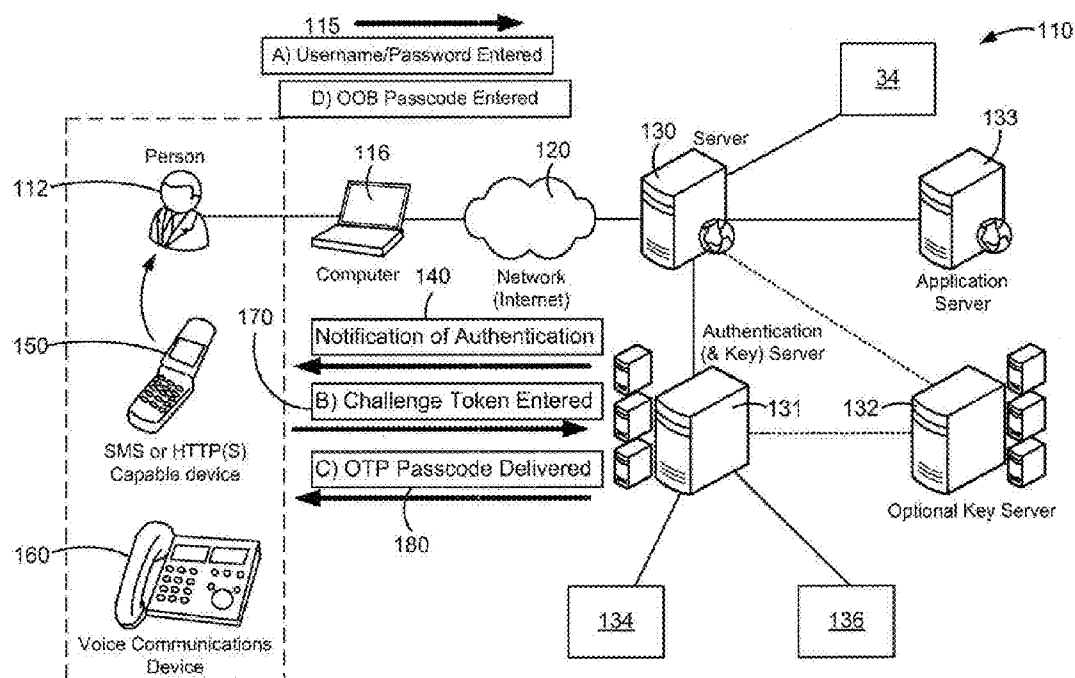 115
A) Username/Password Entered
D) OOB Passcode Entered
110
34
Person
112
116
120
130
Server
133
Computer
Network
(Internet)
Application
Server
140
Notification of Authentication
Authentication
(& Key) Server
150
170
B) Challenge Token Entered
131
132
SMS or HTTP(S)
Capable device
C) OTP Passcode Delivered
180
Optional Key Server
160
Voice Communications
Device
134
136